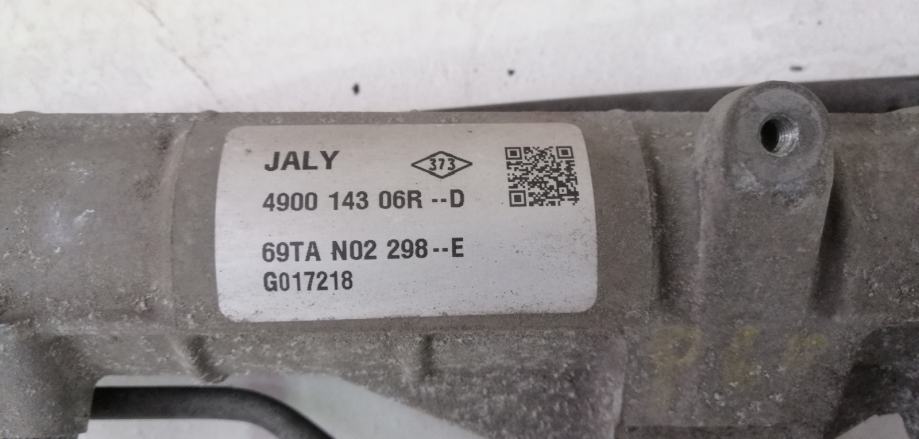 JALY 373
4900 143 06R --D
69TA N02 298--E
G017218